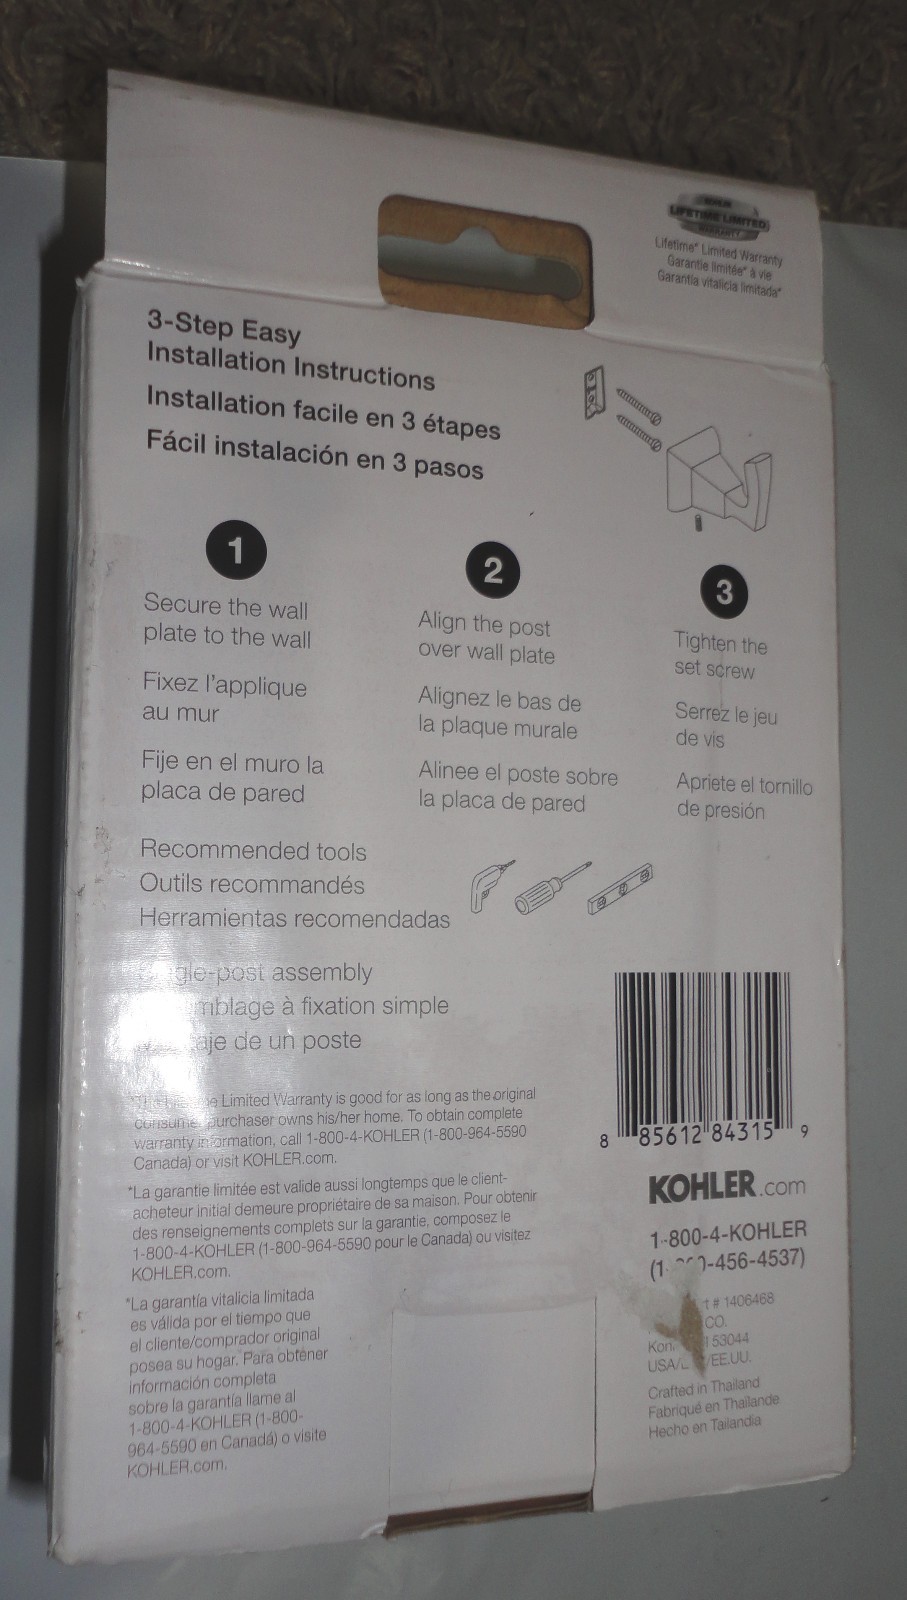 KOHLER
LIFETIME LIMITED
WARRANTY
Lifetime* Limited Warranty
Garantie limitée* à vie
Garantía vitalicia limitada*
3-Step Easy
Installation Instructions
Installation facile en 3 étapes
Fácil instalación en 3 pasos
1
Secure the wall
plate to the wall
Fixez l'applique
au mur
Fije en el muro la
placa de pared
2
Align the post
over wall plate
Alignez le bas de
la plaque murale
Alinee el poste sobre
la placa de pared
3
Tighten the
set screw
Serrez le jeu
de vis
Apriete el tornillo
de presión
Recommended tools
Outils recommandés
Herramientas recomendadas
gle-post assembly
mblage à fixation simple
aje de un poste
Limited Warranty is good for as long as the original
purchaser owns his/her home. To obtain complete
warranty information, call 1-800-4-KOHLER (1-800-964-5590
Canada) or visit KOHLER.com.
*La garantie limitée est valide aussi longtemps que le client-
acheteur initial demeure propriétaire de sa maison. Pour obtenir
des renseignements complets sur la garantie, composez le
1-800-4-KOHLER (1-800-964-5590 pour le Canada) ou visitez
KOHLER.com.
*La garantía vitalicia limitada
es válida por el tiempo que
el cliente/comprador original
posea su hogar. Para obtener
información completa
sobre la garantía llame al
1-800-4-KOHLER (1-800-
964-5590 en Canadá) o visite
KOHLER.com.
8 85612 84315 9
KOHLER.com
1-800-4-KOHLER
(1- -456-4537)
# 1406468
CO.
53044
USA/ /EE.UU.
Crafted in Thailand
Fabriqué en Thaïlande
Hecho en Tailandia